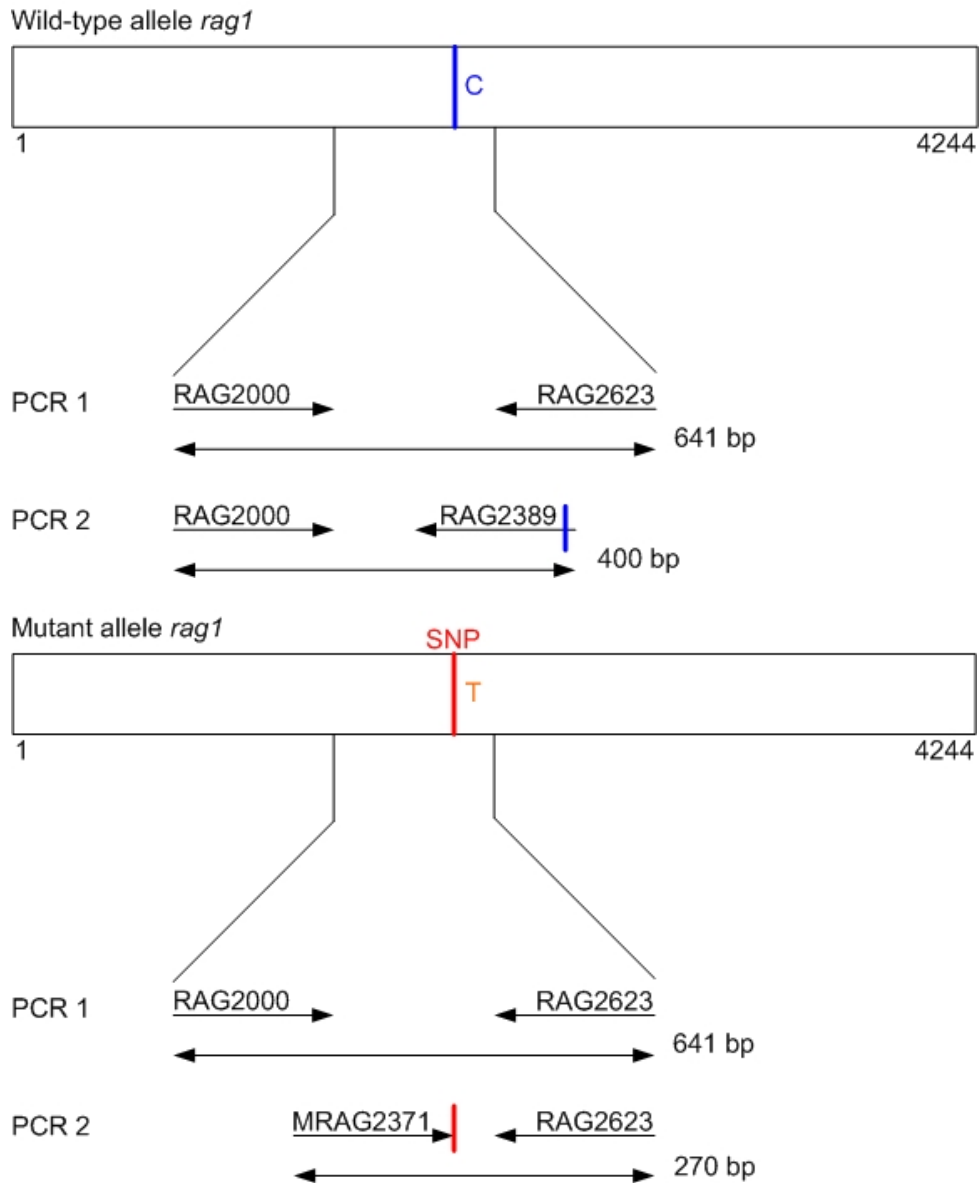 Wild-type allele rag1
C
1 4244
PCR 1 RAG2000 RAG2623
641 bp
PCR 2 RAG2000 RAG2389
400 bp
Mutant allele rag1
SNP
T
1 4244
PCR 1 RAG2000 RAG2623
641 bp
PCR 2 MRAG2371 RAG2623
270 bp